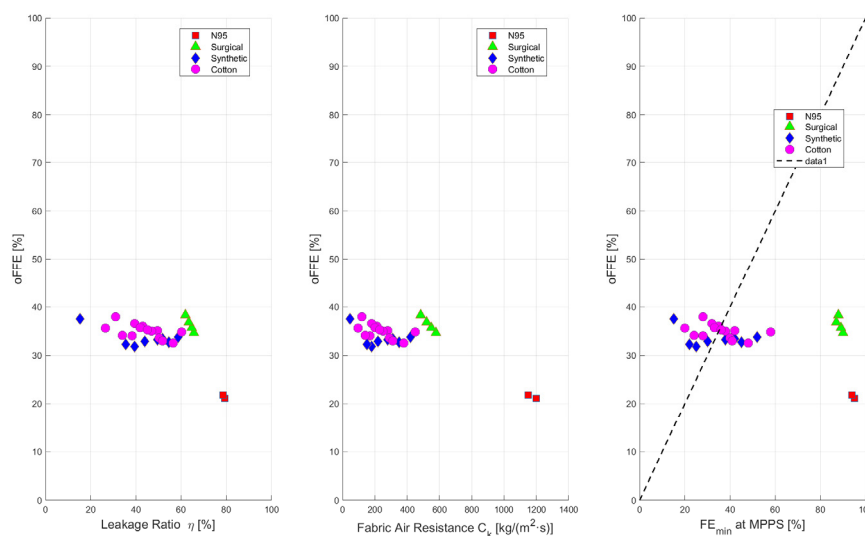 100
90
80
70
60
50
40
30
20
10
0
oFFE [%]
0 20 40 60 80 100
Leakage Ratio η [%]
N95
Surgical
Synthetic
Cotton
100
90
80
70
60
50
40
30
20
10
0
oFFE [%]
0 200 400 600 800 1000 1200 1400
Fabric Air Resistance Ck [kg/(m²·s)]
N95
Surgical
Synthetic
Cotton
100
90
80
70
60
50
40
30
20
10
0
oFFE [%]
0 20 40 60 80 100
FEmin at MPPS [%]
N95
Surgical
Synthetic
Cotton
data1